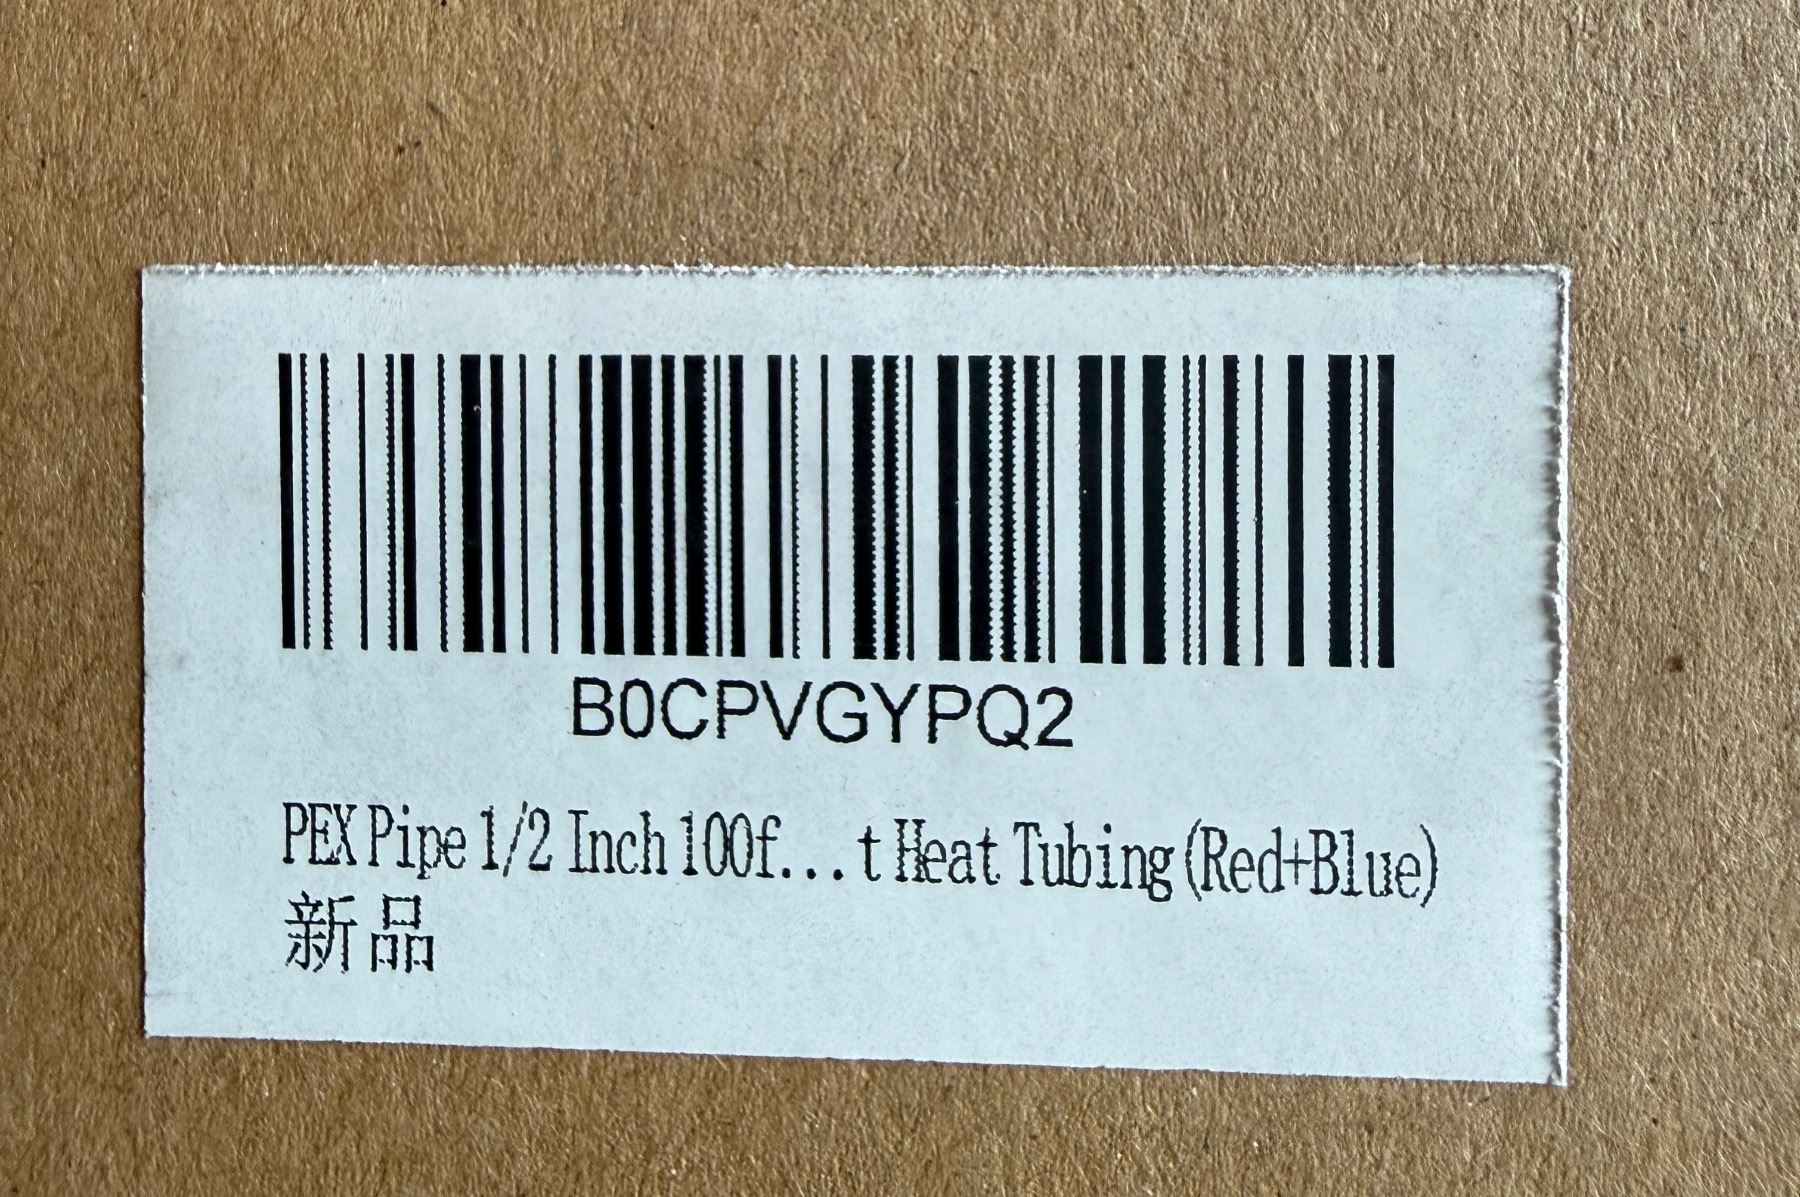 B0CPVGYPQ2
PEX Pipe 1/2 Inch 100f...t Heat Tubing (Red+Blue)
新品